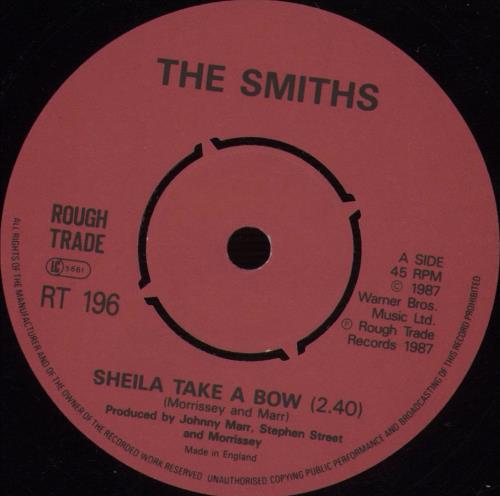 THE SMITHS
ROUGH
TRADE
LC 5661
RT 196
A SIDE
45 RPM
© 1987
Warner Bros.
Music Ltd.
℗ Rough Trade
Records 1987
SHEILA TAKE A BOW (2.40)
(Morrissey and Marr)
Produced by Johnny Marr, Stephen Street
and Morrissey
Made in England
ALL RIGHTS OF THE MANUFACTURER AND OF THE OWNER OF THE RECORDED WORK RESERVED UNAUTHORISED COPYING PUBLIC PERFORMANCE AND BROADCASTING OF THIS RECORD PROHIBITED